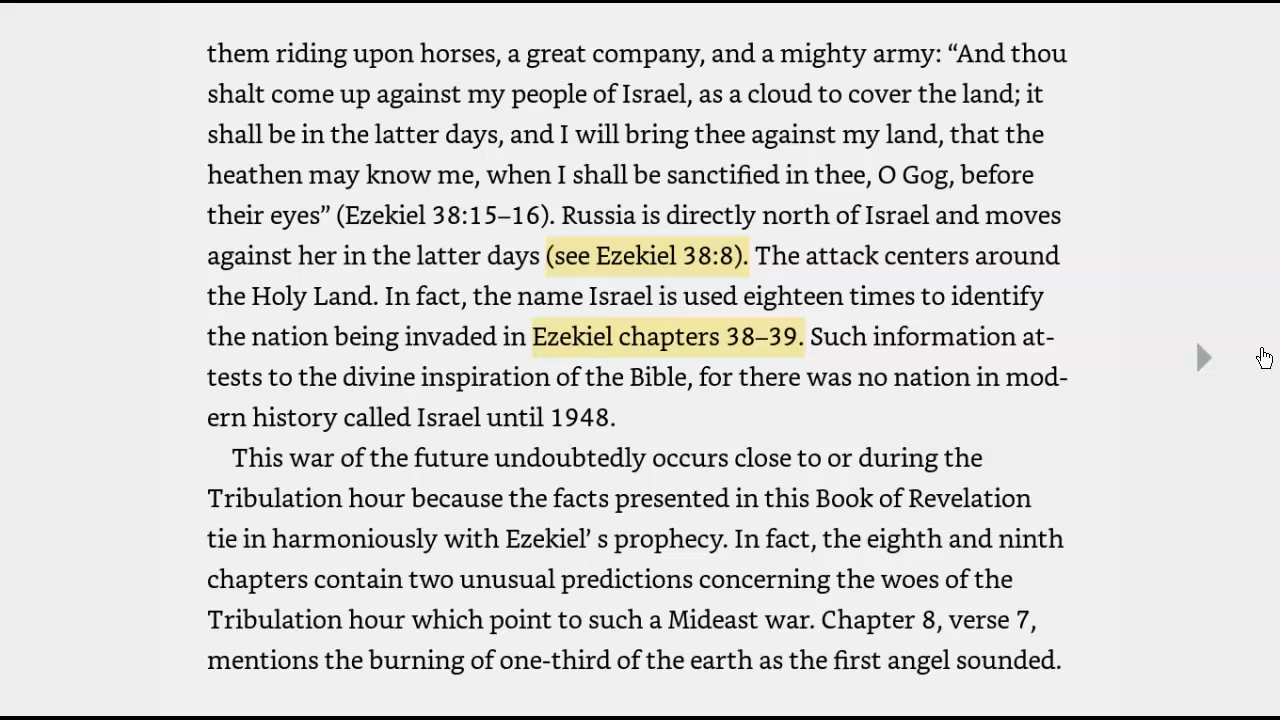 them riding upon horses, a great company, and a mighty army: “And thou
shalt come up against my people of Israel, as a cloud to cover the land; it
shall be in the latter days, and I will bring thee against my land, that the
heathen may know me, when I shall be sanctified in thee, O Gog, before
their eyes” (Ezekiel 38:15–16). Russia is directly north of Israel and moves
against her in the latter days (see Ezekiel 38:8). The attack centers around
the Holy Land. In fact, the name Israel is used eighteen times to identify
the nation being invaded in Ezekiel chapters 38–39. Such information at-
tests to the divine inspiration of the Bible, for there was no nation in mod-
ern history called Israel until 1948.
This war of the future undoubtedly occurs close to or during the
Tribulation hour because the facts presented in this Book of Revelation
tie in harmoniously with Ezekiel’ s prophecy. In fact, the eighth and ninth
chapters contain two unusual predictions concerning the woes of the
Tribulation hour which point to such a Mideast war. Chapter 8, verse 7,
mentions the burning of one-third of the earth as the first angel sounded.